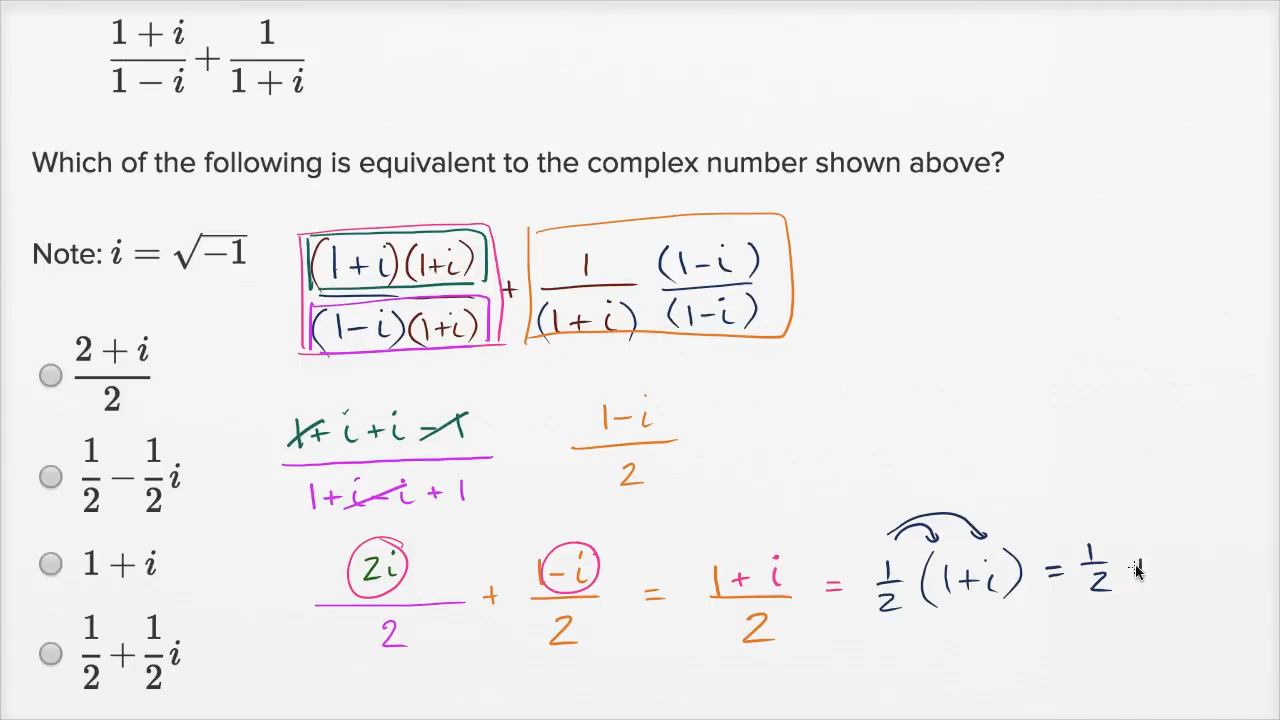 (1 + i)/(1 − i) + 1/(1 + i)
Which of the following is equivalent to the complex number shown above?
Note: i = √−1
(1+i)(1+i)/(1−i)(1+i) + 1/(1+i) (1−i)/(1−i)
(2 + i)/2
1/2 − 1/2 i
1 + i
1/2 + 1/2 i
1+i+i−1/1+i−i+1
1−i/2
2i/2 + 1−i/2 = 1+i/2 = 1/2 (1+i) = 1/2